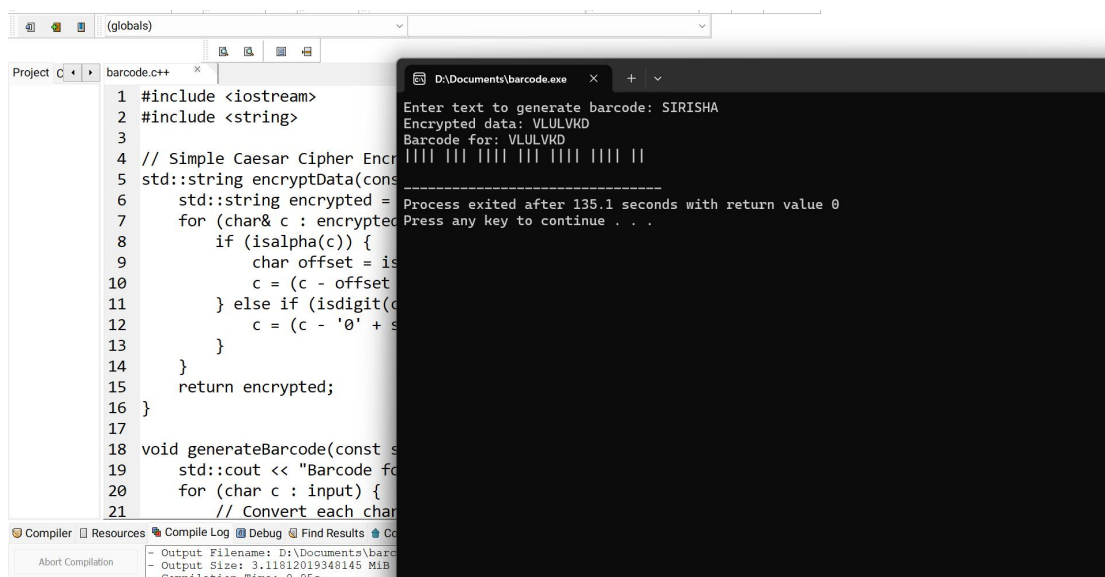 (globals)
Project C barcode.c++ ×
1 #include <iostream>
2 #include <string>
3
4 // Simple Caesar Cipher Encr
5 std::string encryptData(cons
6 std::string encrypted =
7 for (char& c : encrypted
8 if (isalpha(c)) {
9 char offset = is
10 c = (c - offset
11 } else if (isdigit(c
12 c = (c - '0' + s
13 }
14 }
15 return encrypted;
16 }
17
18 void generateBarcode(const s
19 std::cout << "Barcode fo
20 for (char c : input) {
21 // Convert each char
D:\Documents\barcode.exe × +
Enter text to generate barcode: SIRISHA
Encrypted data: VLULVKD
Barcode for: VLULVKD
|||| ||| |||| ||| |||| |||| ||
--------------------------------
Process exited after 135.1 seconds with return value 0
Press any key to continue . . .
Compiler Resources Compile Log Debug Find Results Co
Abort Compilation
- Output Filename: D:\Documents\barc
- Output Size: 3.11812019348145 MiB
- Compilation Time: 0.95s